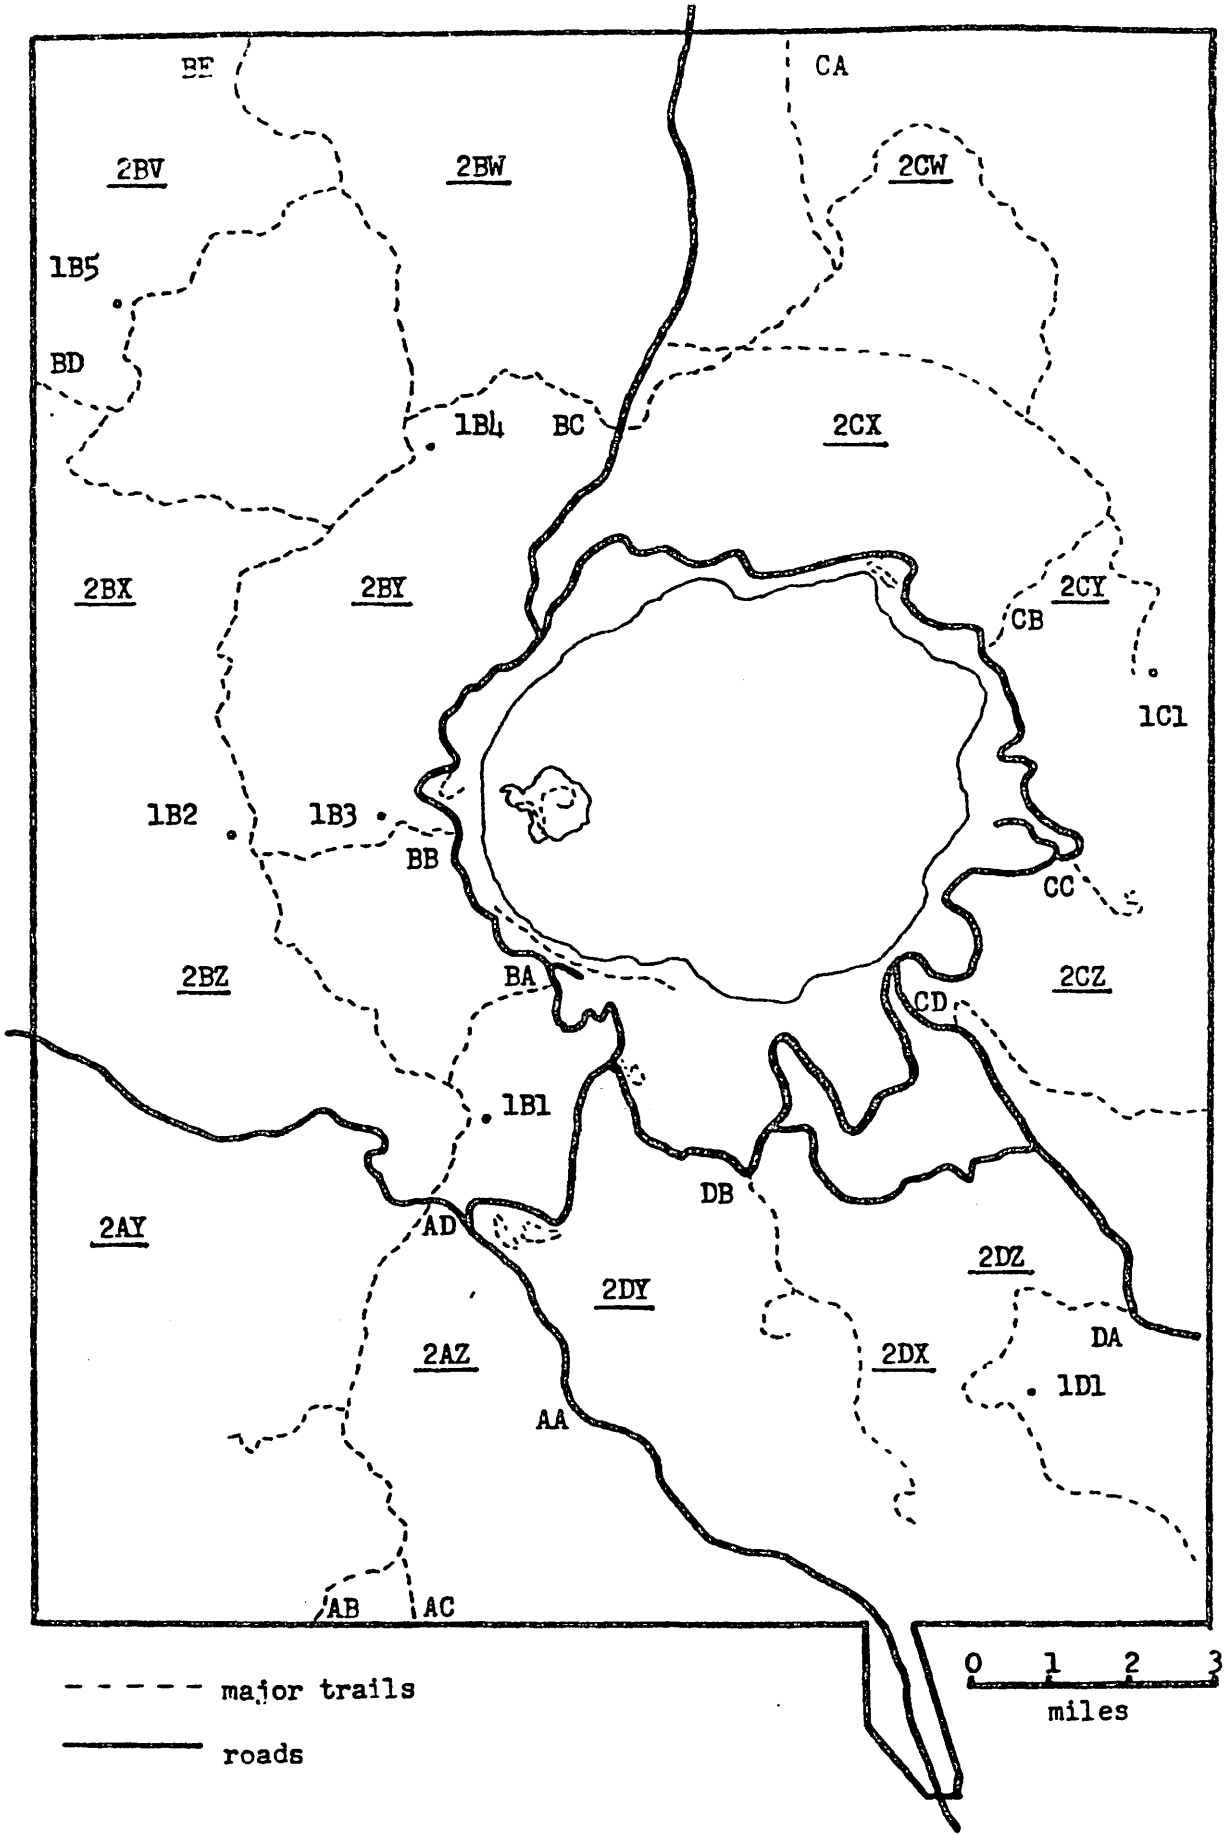 BE
CA
2BV
2BW
2CW
1B5
BD
1B4
BC
2CX
2BX
2BY
2CY
CB
1C1
1B2
1B3
BB
CC
2BZ
BA
2CZ
CD
1B1
DB
2AY
AD
2DZ
2DY
DA
2AZ
2DX
1D1
AA
AB
AC
0 1 2 3
miles
major trails
roads